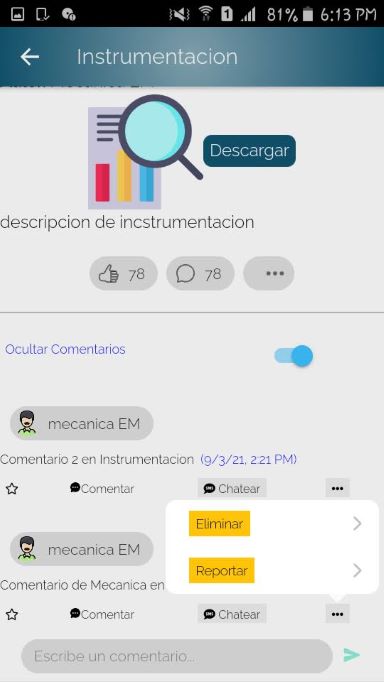 81% 6:13 PM
Instrumentacion
Descargar
descripcion de incstrumentacion
78 78
Ocultar Comentarios
mecanica EM
Comentario 2 en Instrumentacion (9/3/21, 2:21 PM)
Comentar Chatear
Eliminar
mecanica EM
Reportar
Comentario de Mecanica en
Comentar Chatear
Escribe un comentario...